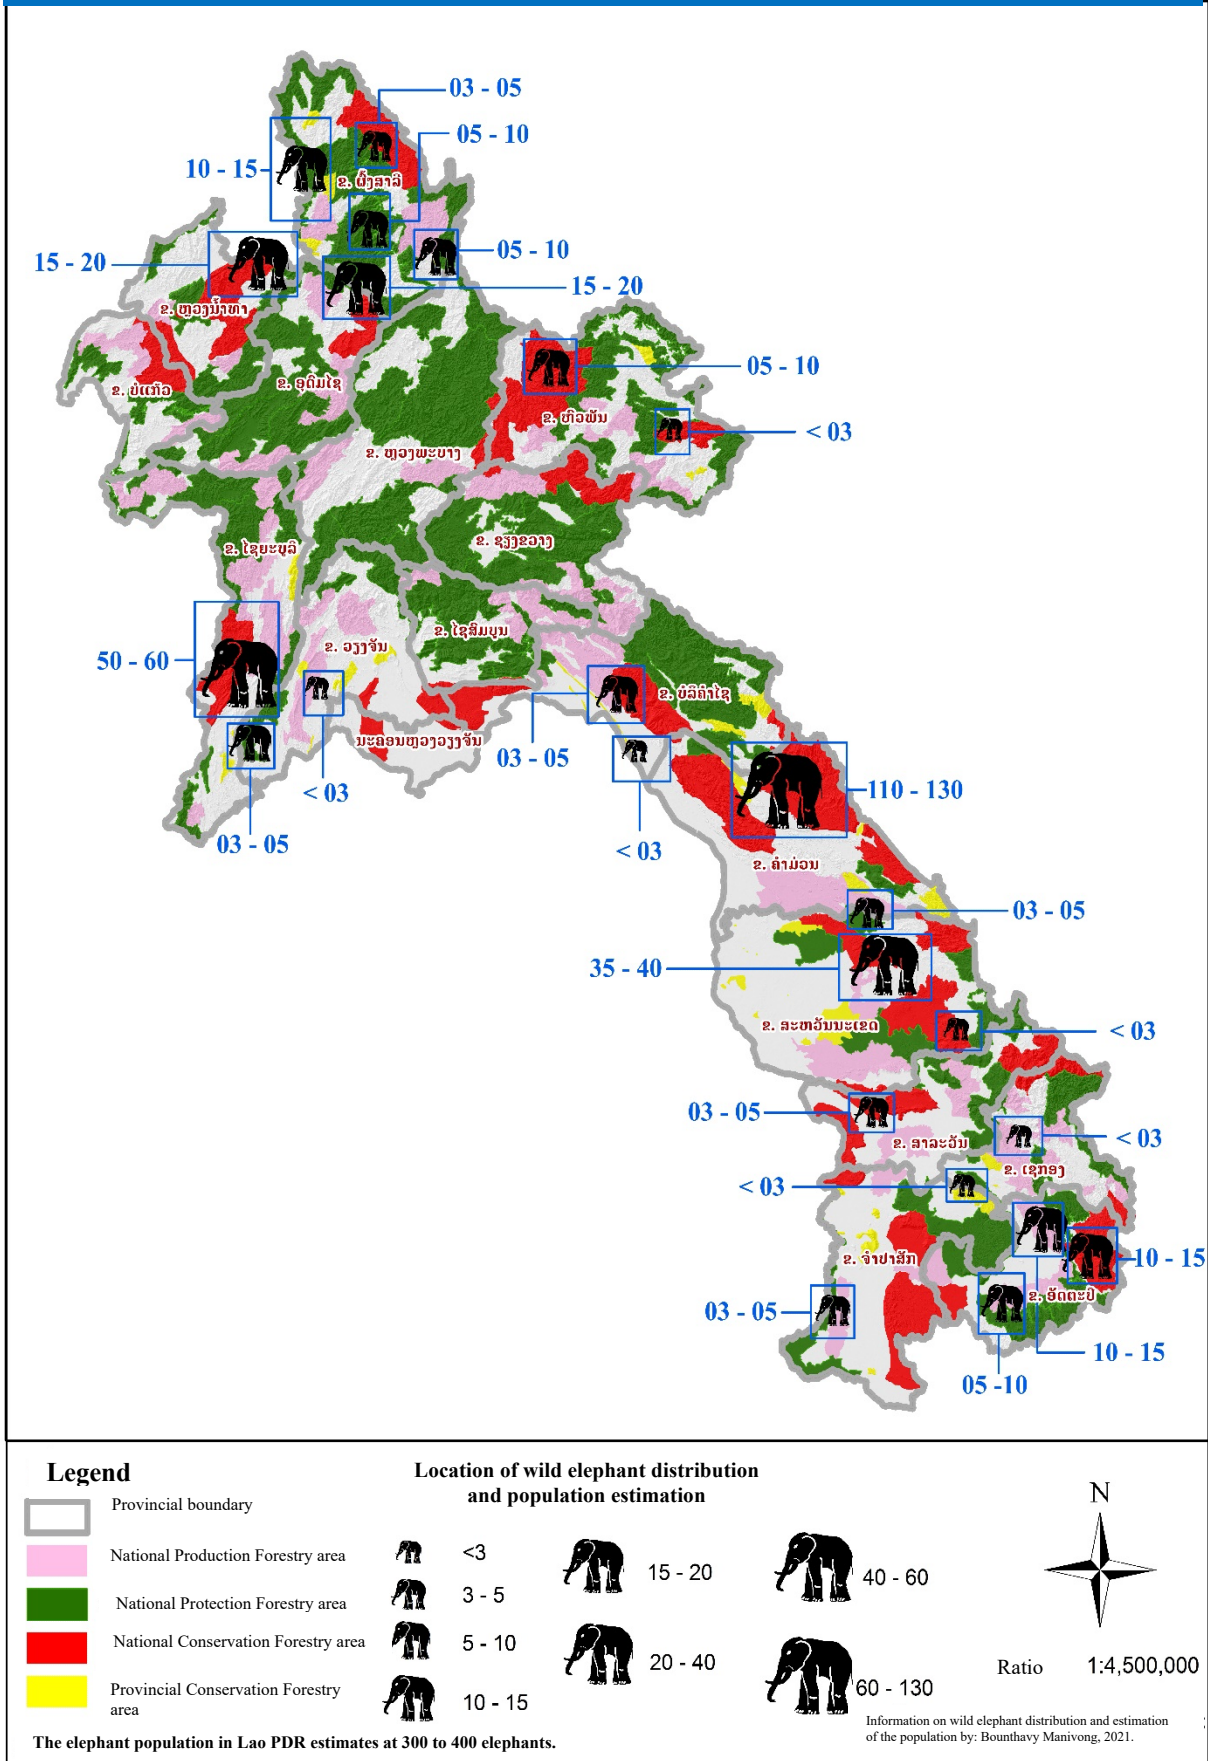 03 - 05
05 - 10
10 - 15
ຂ. ຜົ້ງສາລີ
05 - 10
15 - 20
15 - 20
ຂ. ຫຼວງນ້ຳທາ
05 - 10
ຂ. ບໍ່ແກ້ວ
ຂ. ອຸດົມໄຊ
ຂ. ຫົວພັນ
< 03
ຂ. ຫຼວງພະບາງ
ຂ. ຊຽງຂວາງ
ຂ. ໄຊຍະບູລີ
ຂ. ໄຊສົມບູນ
ຂ. ວຽງຈັນ
50 - 60
ຂ. ບໍລິຄຳໄຊ
ນະຄອນຫຼວງວຽງຈັນ
03 - 05
< 03
110 - 130
03 - 05
< 03
ຂ. ຄຳມ່ວນ
03 - 05
35 - 40
ຂ. ສະຫວັນນະເຂດ
< 03
03 - 05
ຂ. ສາລະວັນ
< 03
ຂ. ເຊກອງ
< 03
ຂ. ຈຳປາສັກ
10 - 15
ຂ. ອັດຕະປື
03 - 05
10 - 15
05 -10
Legend
Provincial boundary
National Production Forestry area
National Protection Forestry area
National Conservation Forestry area
Provincial Conservation Forestry
area
Location of wild elephant distribution
and population estimation
<3
3 - 5
5 - 10
10 - 15
15 - 20
20 - 40
40 - 60
60 - 130
N
Ratio 1:4,500,000
Information on wild elephant distribution and estimation
of the population by: Bounthavy Manivong, 2021.
The elephant population in Lao PDR estimates at 300 to 400 elephants.